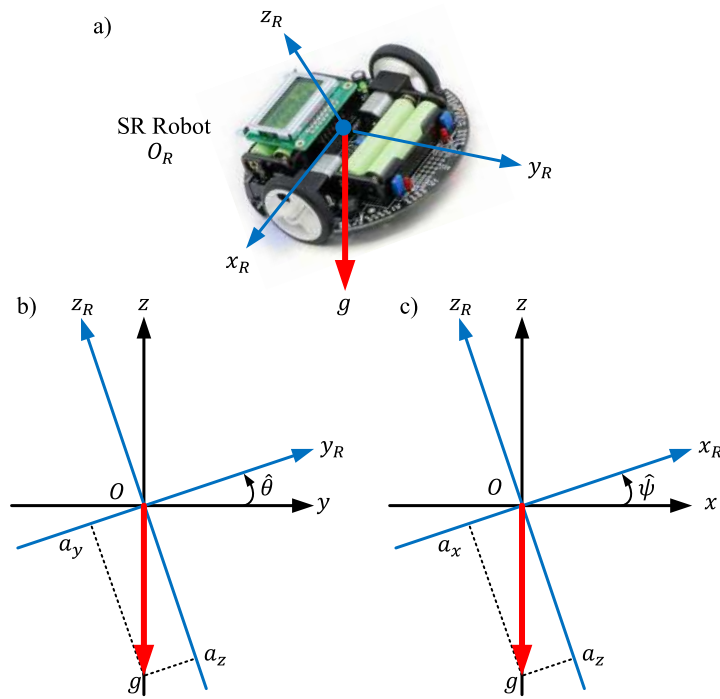 a)
z_R
SR Robot
O_R
y_R
x_R
g
b)
z_R
z
y_R
O
θ̂
y
a_y
a_z
g
c)
z_R
z
x_R
O
ψ̂
x
a_x
a_z
g